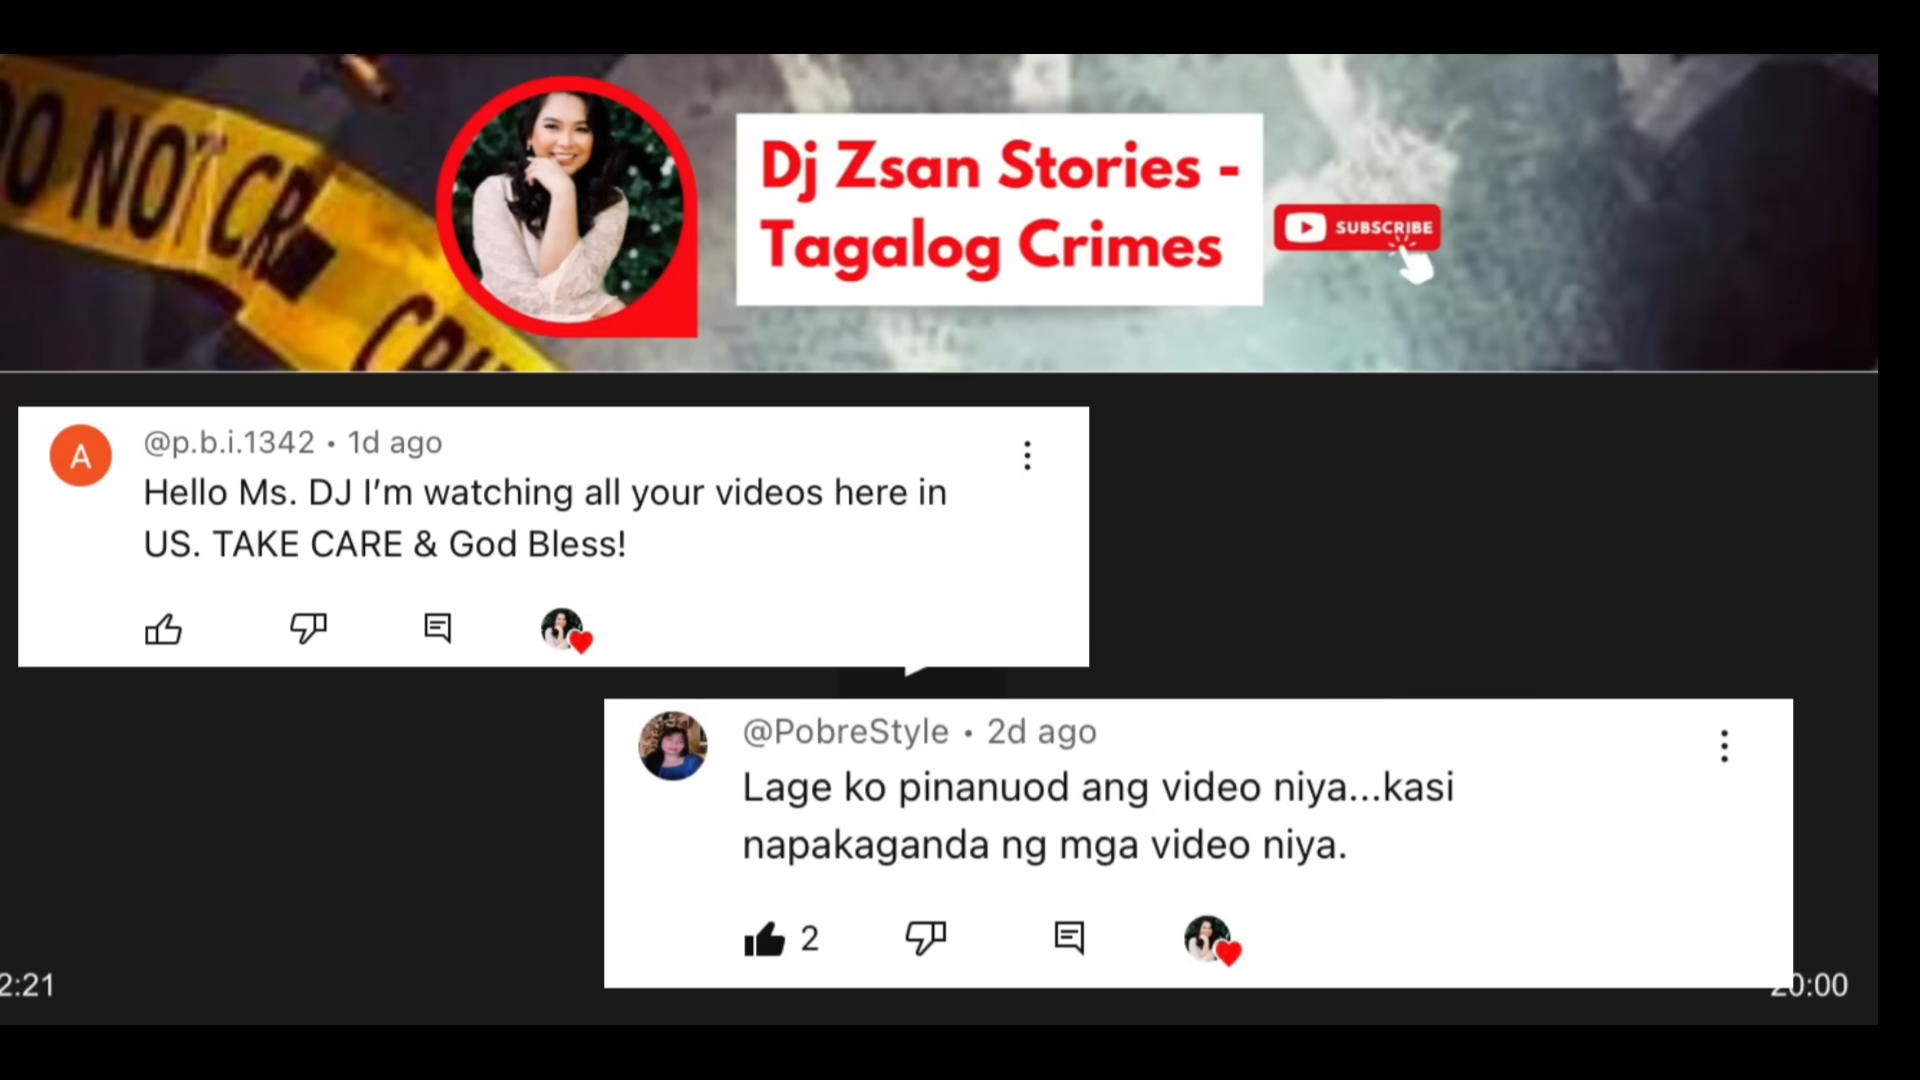 DO NOT CR
CRI
Dj Zsan Stories -
Tagalog Crimes
SUBSCRIBE
A
@p.b.i.1342 • 1d ago
Hello Ms. DJ I’m watching all your videos here in
US. TAKE CARE & God Bless!
@PobreStyle • 2d ago
Lage ko pinanuod ang video niya...kasi
napakaganda ng mga video niya.
2
2:21
20:00